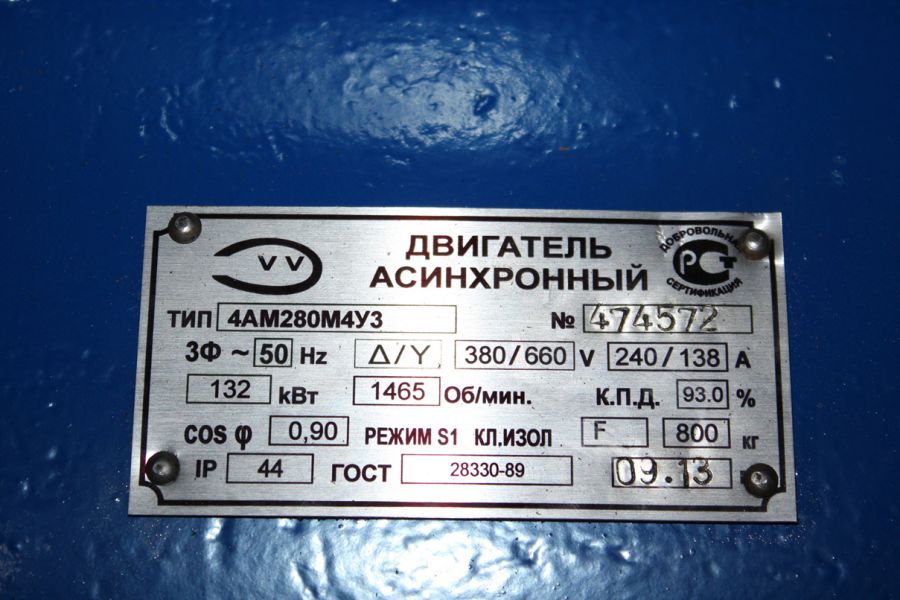 ДВИГАТЕЛЬ
АСИНХРОННЫЙ
ДОБРОВОЛЬНАЯ
РСТ
СЕРТИФИКАЦИЯ
ТИП 4АМ280М4У3 № 474572
3Ф ~ 50 Hz Δ/Y 380/660 V 240/138 A
132 кВт 1465 Об/мин. К.П.Д. 93.0 %
COS φ 0,90 РЕЖИМ S1 КЛ.ИЗОЛ F 800 кг
IP 44 ГОСТ 28330-89 09.13